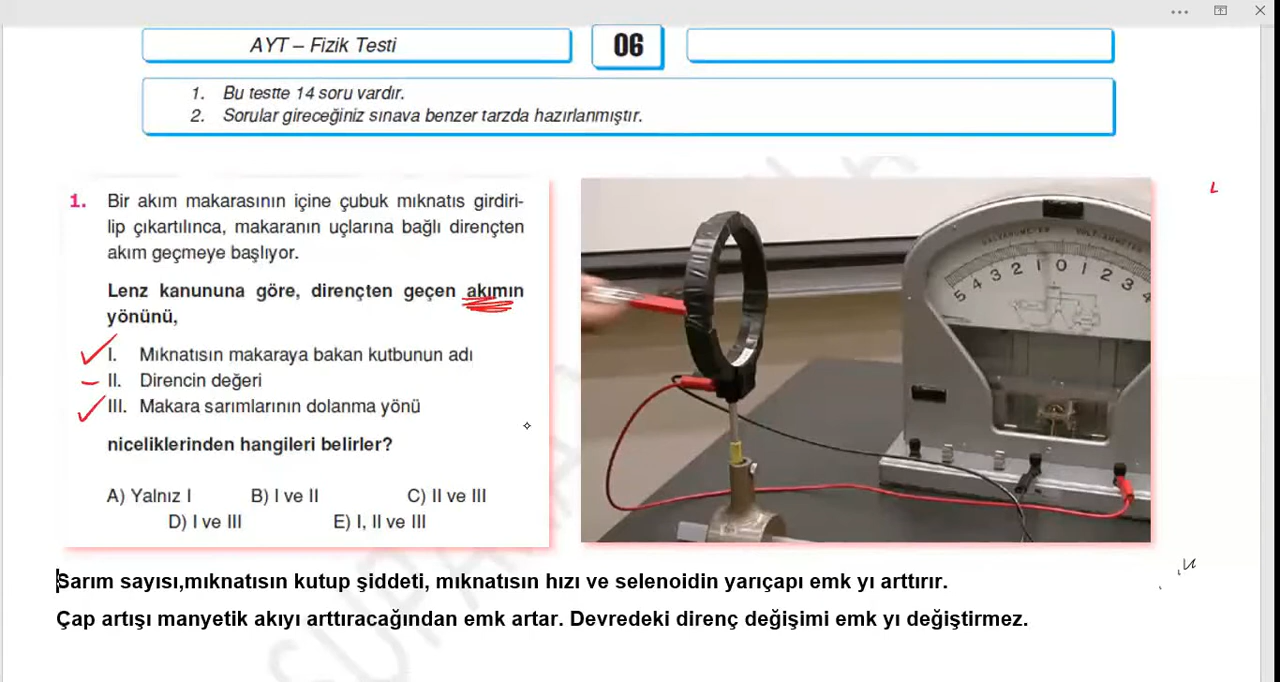 AYT – Fizik Testi
06
1. Bu testte 14 soru vardır.
2. Sorular gireceğiniz sınava benzer tarzda hazırlanmıştır.
1. Bir akım makarasının içine çubuk mıknatıs girdiri-
lip çıkartılınca, makaranın uçlarına bağlı dirençten
akım geçmeye başlıyor.
Lenz kanununa göre, dirençten geçen akımın
yönünü,
I. Mıknatısın makaraya bakan kutbunun adı
II. Direncin değeri
III. Makara sarımlarının dolanma yönü
niceliklerinden hangileri belirler?
A) Yalnız I B) I ve II C) II ve III
D) I ve III E) I, II ve III
5 4 3 2 1 0 1 2 3 4
Sarım sayısı,mıknatısın kutup şiddeti, mıknatısın hızı ve selenoidin yarıçapı emk yı arttırır.
Çap artışı manyetik akıyı arttıracağından emk artar. Devredeki direnç değişimi emk yı değiştirmez.